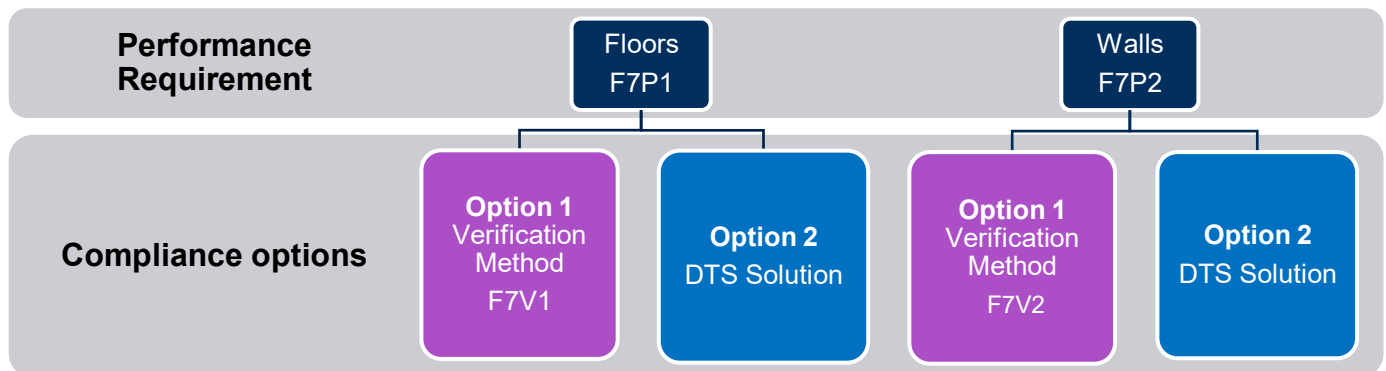 Performance
Requirement
Floors
F7P1
Walls
F7P2
Compliance options
Option 1
Verification
Method
F7V1
Option 2
DTS Solution
Option 1
Verification
Method
F7V2
Option 2
DTS Solution